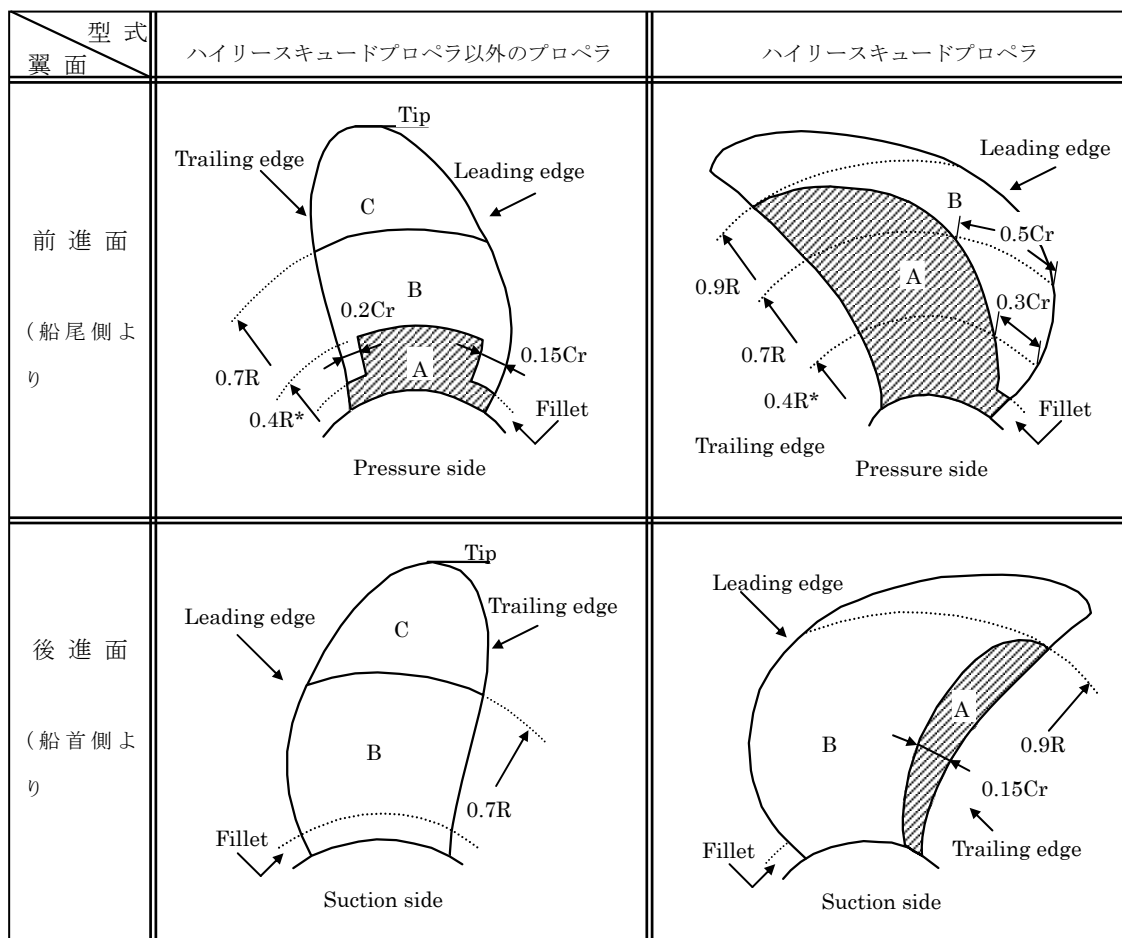 型 式
翼 面
ハイリースキュードプロペラ以外のプロペラ
ハイリースキュードプロペラ
前 進 面
(船尾側よ
り
Tip
Trailing edge
Leading edge
C
B
0.2Cr
0.15Cr
A
0.7R
0.4R*
Fillet
Pressure side
Leading edge
B
0.5Cr
A
0.9R
0.3Cr
0.7R
0.4R*
Fillet
Trailing edge
Pressure side
後 進 面
(船首側よ
り
Tip
Leading edge
Trailing edge
C
B
0.7R
Fillet
Suction side
Leading edge
A
B
0.9R
0.15Cr
Trailing edge
Fillet
Suction side